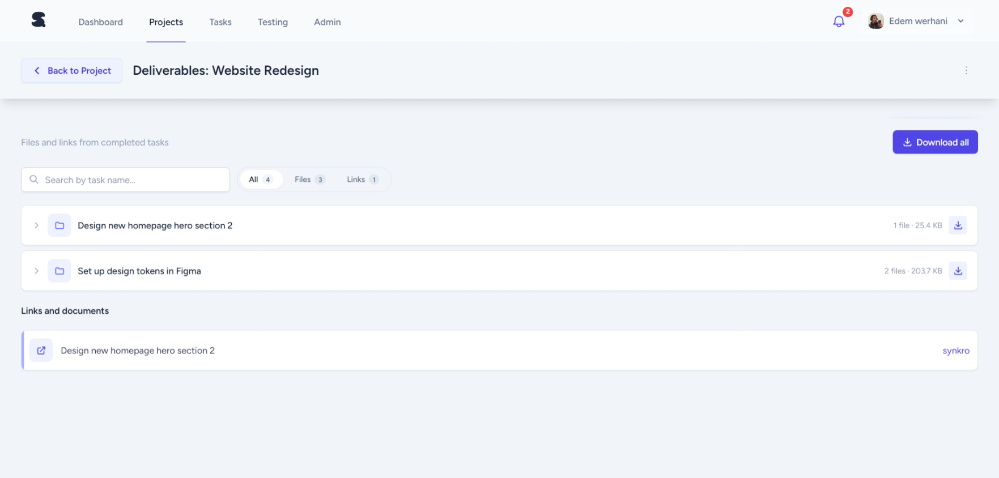 Dashboard Projects Tasks Testing Admin 2 Edem werhani
Back to Project Deliverables: Website Redesign
Files and links from completed tasks Download all
Search by task name... All 4 Files 3 Links 1
Design new homepage hero section 2 1 file · 25.4 KB
Set up design tokens in Figma 2 files · 203.7 KB
Links and documents
Design new homepage hero section 2 synkro